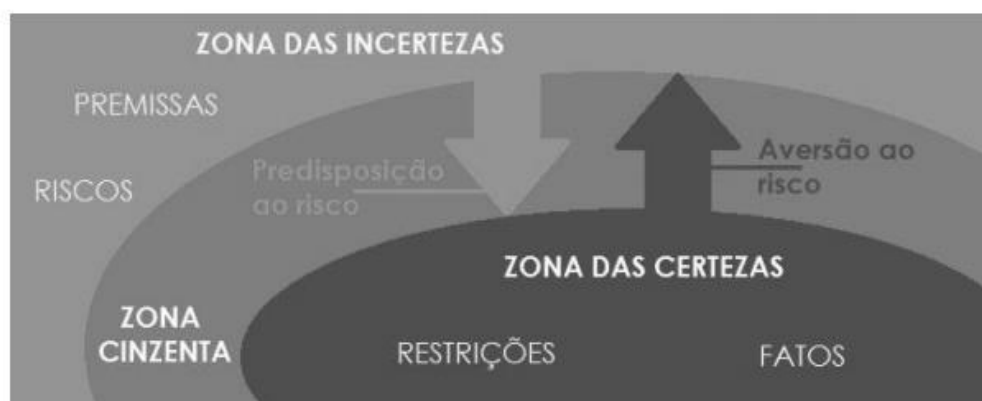 ZONA DAS INCERTEZAS
PREMISSAS
RISCOS
Predisposição
ao risco
Aversão ao
risco
ZONA DAS CERTEZAS
ZONA
CINZENTA
RESTRIÇÕES
FATOS